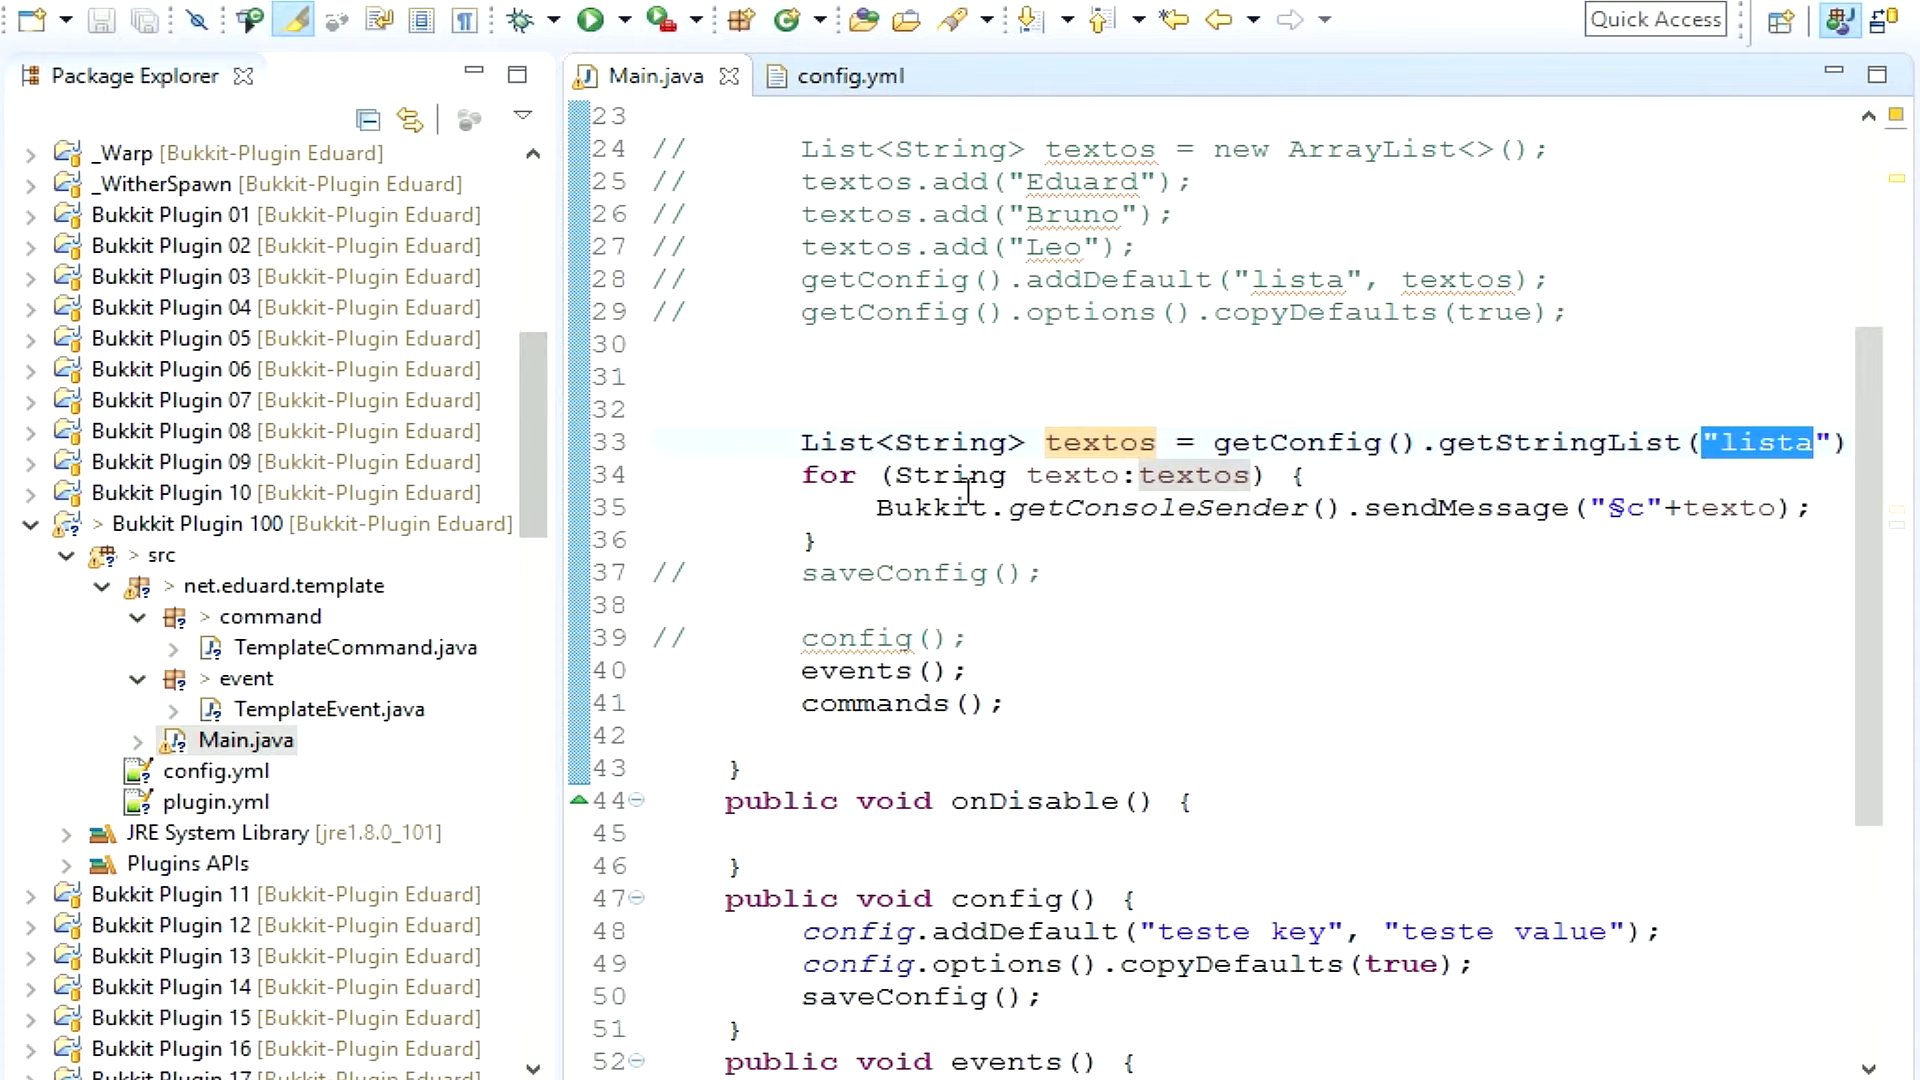 Quick Access
Package Explorer
_Warp [Bukkit-Plugin Eduard]
_WitherSpawn [Bukkit-Plugin Eduard]
Bukkit Plugin 01 [Bukkit-Plugin Eduard]
Bukkit Plugin 02 [Bukkit-Plugin Eduard]
Bukkit Plugin 03 [Bukkit-Plugin Eduard]
Bukkit Plugin 04 [Bukkit-Plugin Eduard]
Bukkit Plugin 05 [Bukkit-Plugin Eduard]
Bukkit Plugin 06 [Bukkit-Plugin Eduard]
Bukkit Plugin 07 [Bukkit-Plugin Eduard]
Bukkit Plugin 08 [Bukkit-Plugin Eduard]
Bukkit Plugin 09 [Bukkit-Plugin Eduard]
Bukkit Plugin 10 [Bukkit-Plugin Eduard]
> Bukkit Plugin 100 [Bukkit-Plugin Eduard]
> src
> net.eduard.template
> command
TemplateCommand.java
> event
TemplateEvent.java
Main.java
config.yml
plugin.yml
JRE System Library [jre1.8.0_101]
Plugins APIs
Bukkit Plugin 11 [Bukkit-Plugin Eduard]
Bukkit Plugin 12 [Bukkit-Plugin Eduard]
Bukkit Plugin 13 [Bukkit-Plugin Eduard]
Bukkit Plugin 14 [Bukkit-Plugin Eduard]
Bukkit Plugin 15 [Bukkit-Plugin Eduard]
Bukkit Plugin 16 [Bukkit-Plugin Eduard]
Bukkit Plugin 17 [Bukkit-Plugin Eduard]
Main.java
config.yml
23
24 // List<String> textos = new ArrayList<>();
25 // textos.add("Eduard");
26 // textos.add("Bruno");
27 // textos.add("Leo");
28 // getConfig().addDefault("lista", textos);
29 // getConfig().options().copyDefaults(true);
30
31
32
33 List<String> textos = getConfig().getStringList("lista")
34 for (String texto:textos) {
35 Bukkit.getConsoleSender().sendMessage("§c"+texto);
36 }
37 // saveConfig();
38
39 // config();
40 events();
41 commands();
42
43 }
44 public void onDisable() {
45
46 }
47 public void config() {
48 config.addDefault("teste key", "teste value");
49 config.options().copyDefaults(true);
50 saveConfig();
51 }
52 public void events() {